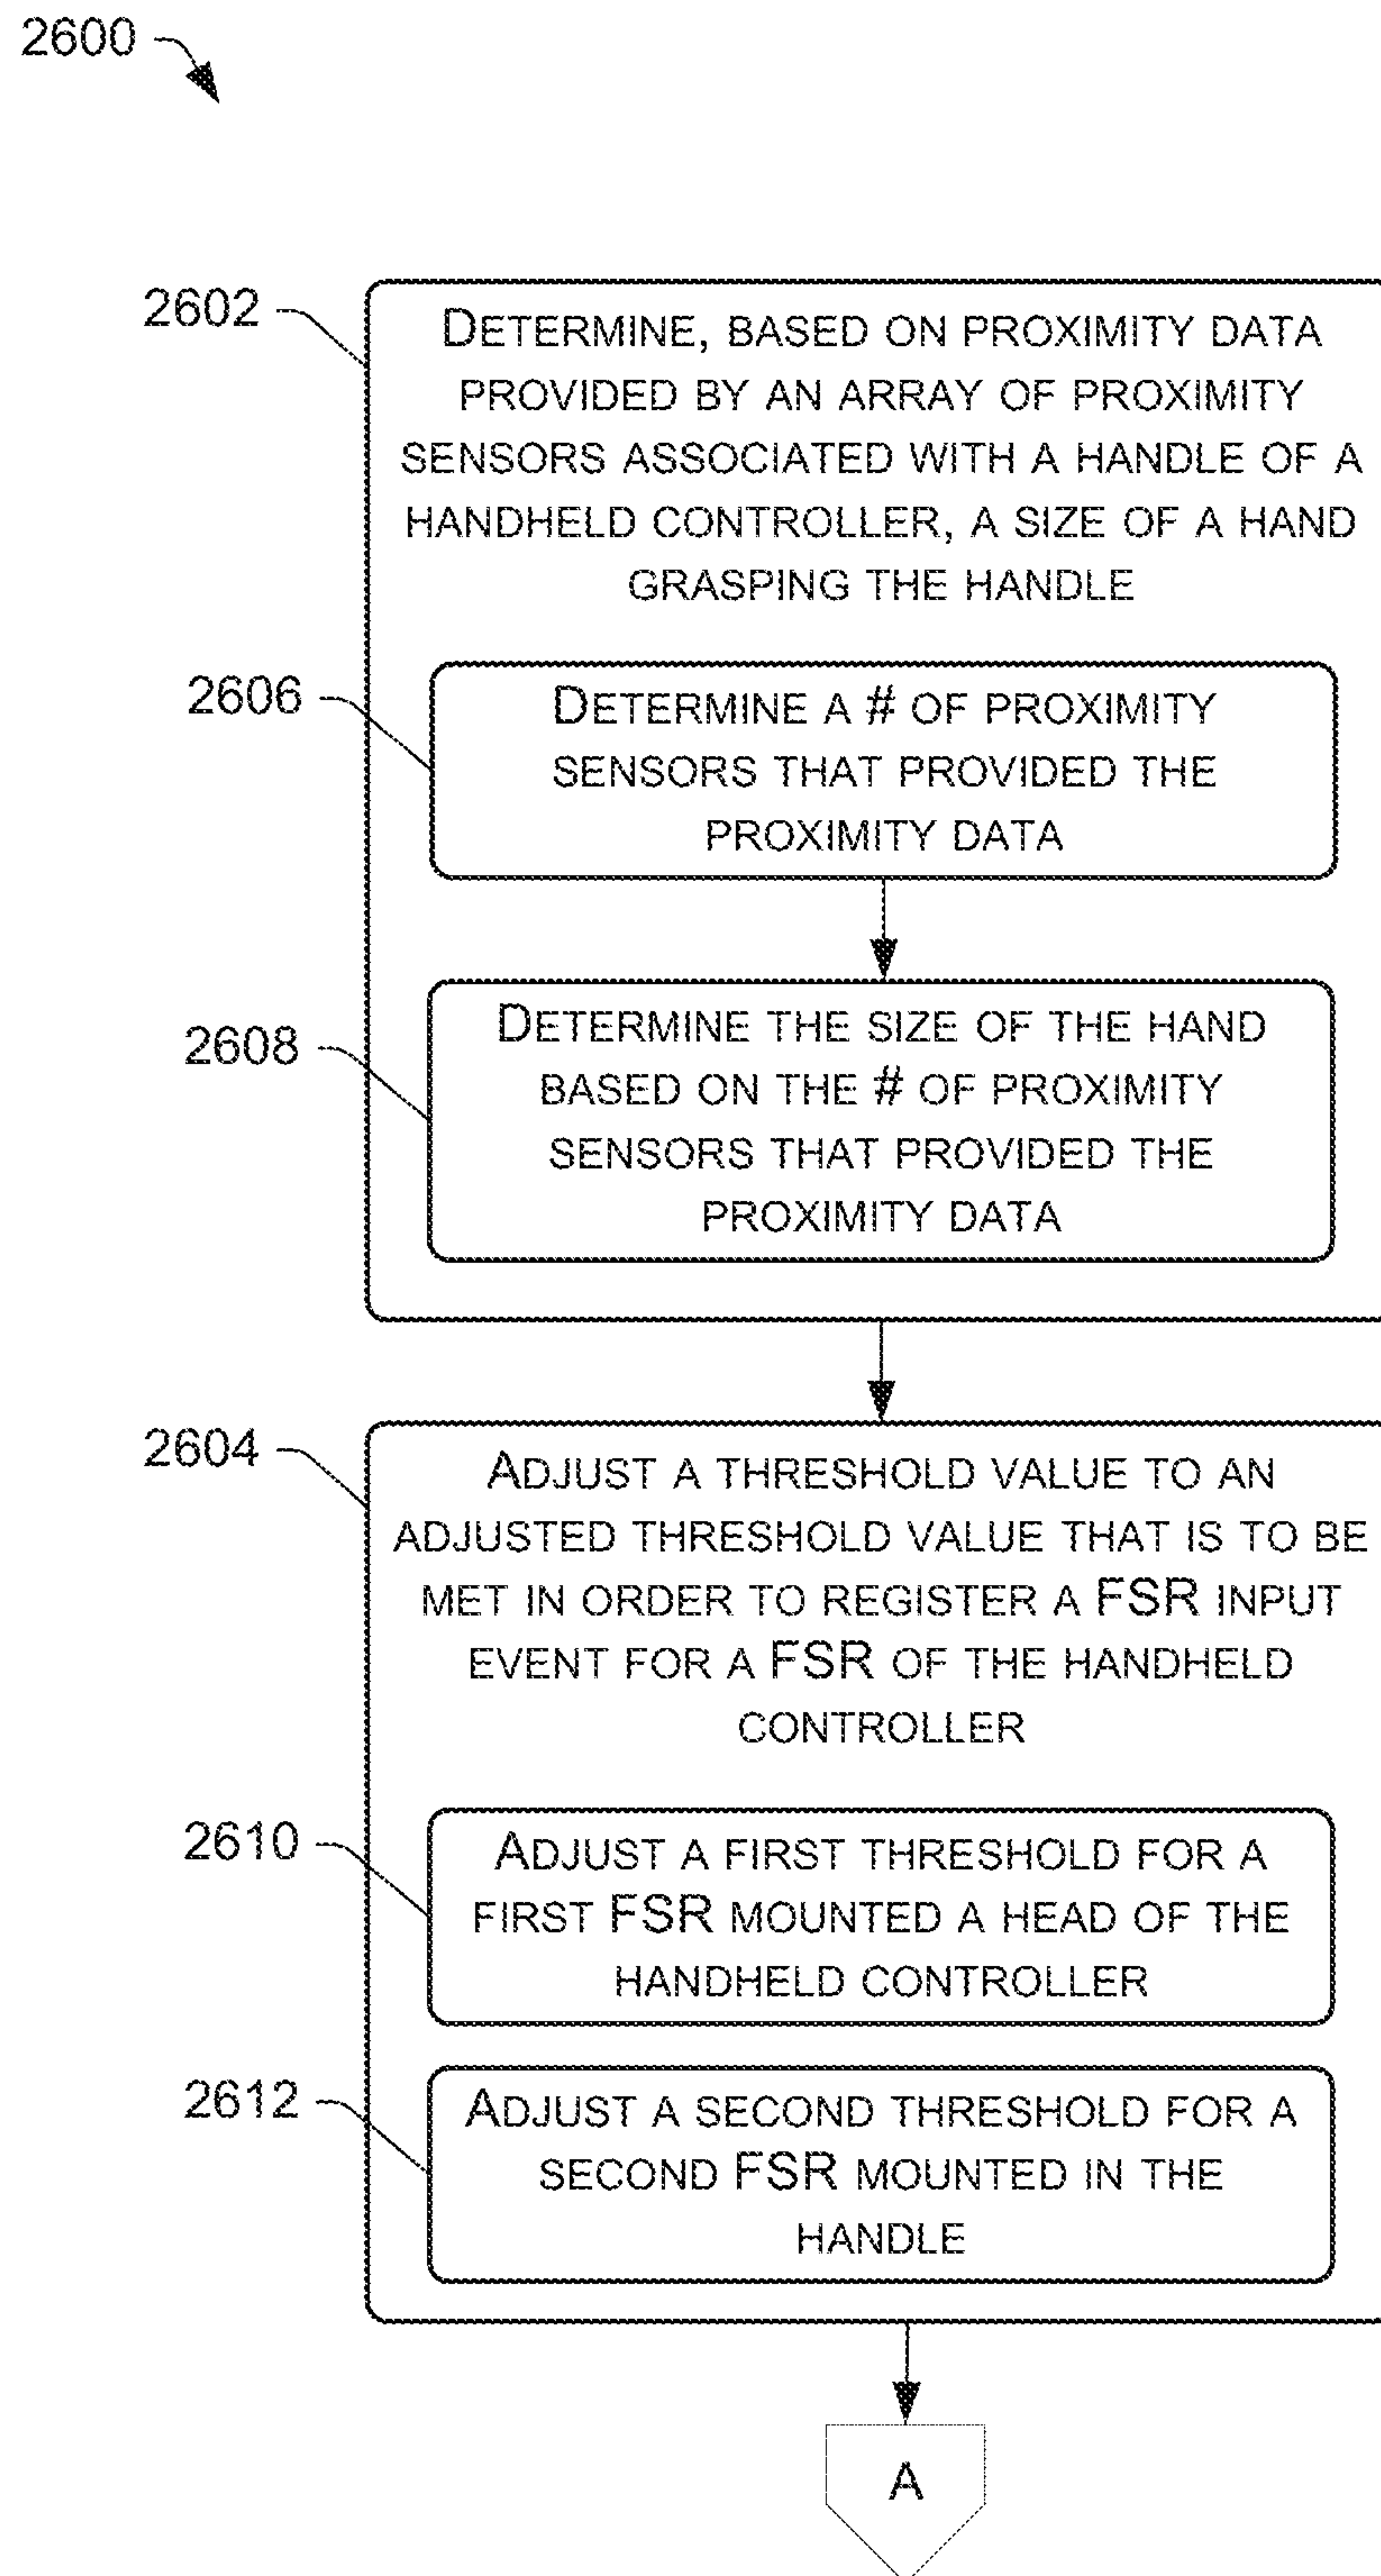 2600
2602
DETERMINE, BASED ON PROXIMITY DATA
PROVIDED BY AN ARRAY OF PROXIMITY
SENSORS ASSOCIATED WITH A HANDLE OF A
HANDHELD CONTROLLER, A SIZE OF A HAND
GRASPING THE HANDLE
2606
DETERMINE A # OF PROXIMITY
SENSORS THAT PROVIDED THE
PROXIMITY DATA
2608
DETERMINE THE SIZE OF THE HAND
BASED ON THE # OF PROXIMITY
SENSORS THAT PROVIDED THE
PROXIMITY DATA
2604
ADJUST A THRESHOLD VALUE TO AN
ADJUSTED THRESHOLD VALUE THAT IS TO BE
MET IN ORDER TO REGISTER A FSR INPUT
EVENT FOR A FSR OF THE HANDHELD
CONTROLLER
2610
ADJUST A FIRST THRESHOLD FOR A
FIRST FSR MOUNTED A HEAD OF THE
HANDHELD CONTROLLER
2612
ADJUST A SECOND THRESHOLD FOR A
SECOND FSR MOUNTED IN THE
HANDLE
A